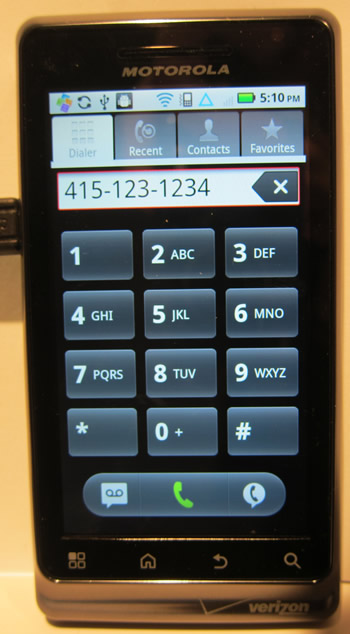 MOTOROLA
5:10 PM
Dialer Recent Contacts Favorites
415-123-1234
1 2 ABC 3 DEF
4 GHI 5 JKL 6 MNO
7 PQRS 8 TUV 9 WXYZ
* 0 + #
verizon